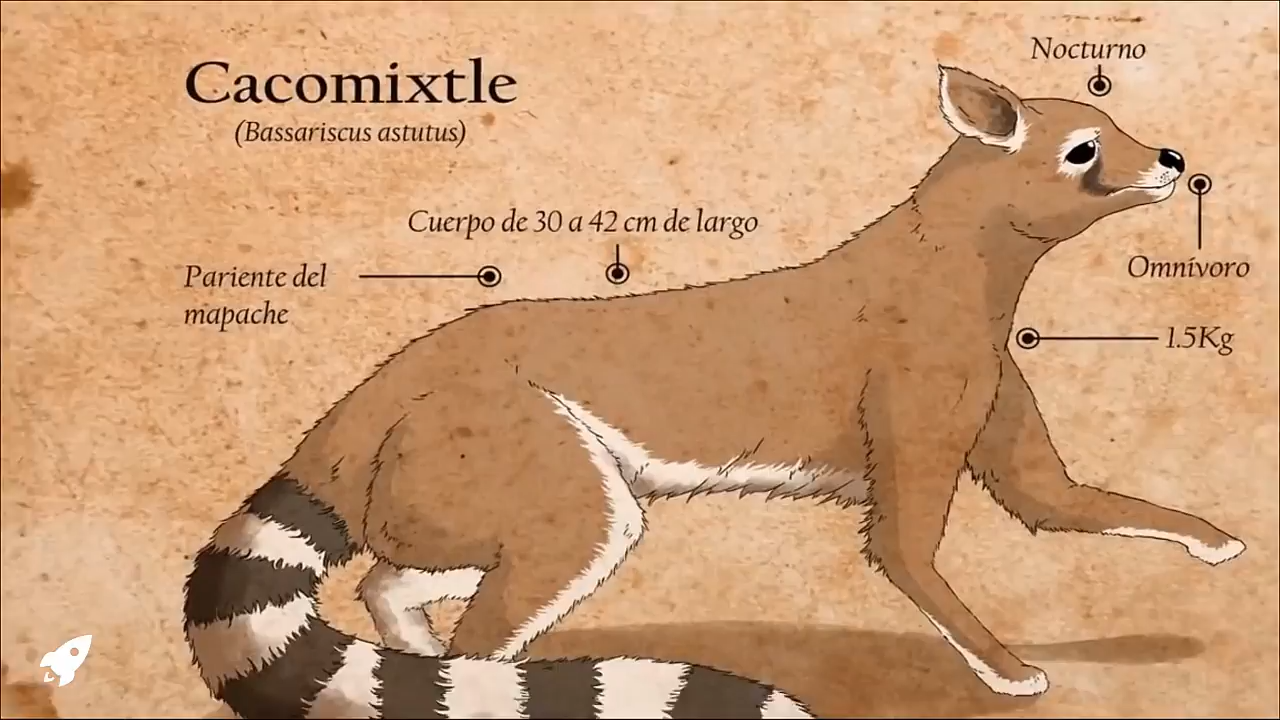 Cacomixtle
(Bassariscus astutus)
Nocturno
Cuerpo de 30 a 42 cm de largo
Pariente del
mapache
Omnívoro
1.5Kg